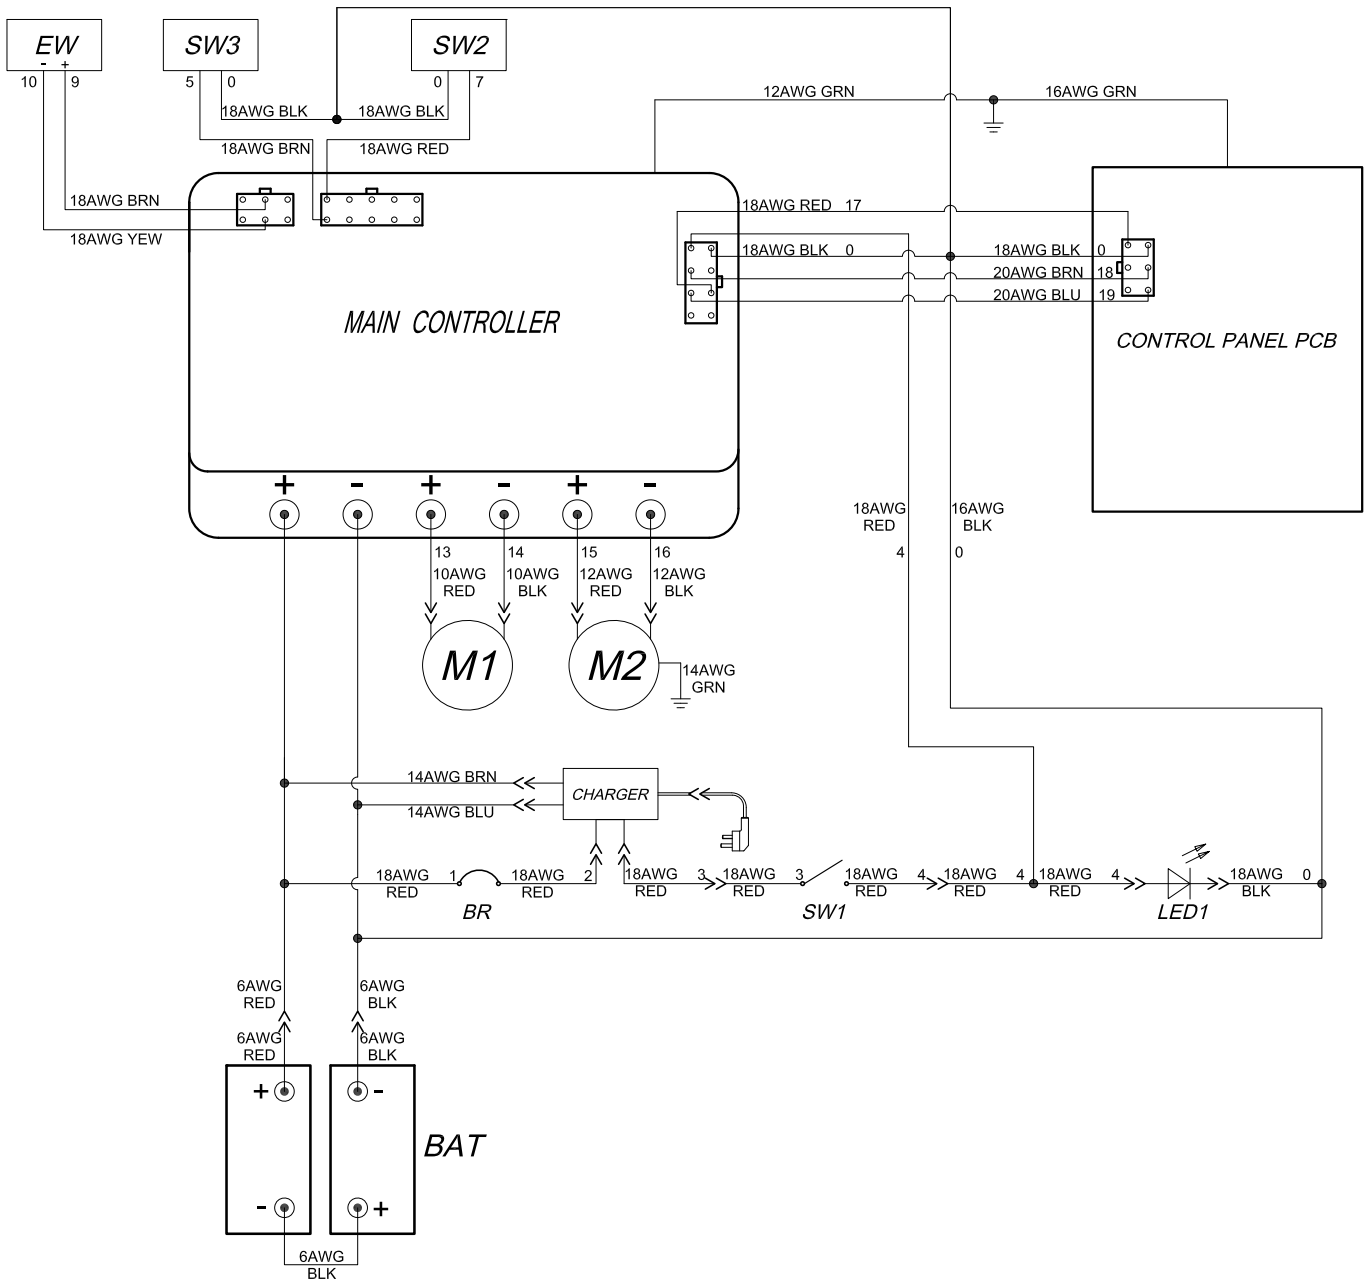 EW
- +
10 9
SW3
5 0
SW2
0 7
18AWG BLK
18AWG BLK
18AWG BRN
18AWG RED
12AWG GRN
16AWG GRN
18AWG BRN
18AWG YEW
18AWG RED 17
18AWG BLK 0
18AWG BLK 0
20AWG BRN 18
20AWG BLU 19
MAIN CONTROLLER
CONTROL PANEL PCB
+ - + - + -
13
10AWG
RED
14
10AWG
BLK
15
12AWG
RED
16
12AWG
BLK
18AWG
RED
4
16AWG
BLK
0
M1
M2
14AWG
GRN
14AWG BRN
14AWG BLU
CHARGER
18AWG
RED
1
BR
18AWG
RED
2
18AWG
RED
3
18AWG
RED
3
SW1
18AWG
RED
4
18AWG
RED
4
18AWG
RED
4
LED1
18AWG
BLK
0
6AWG
RED
6AWG
BLK
6AWG
RED
6AWG
BLK
+ -
BAT
- +
6AWG
BLK